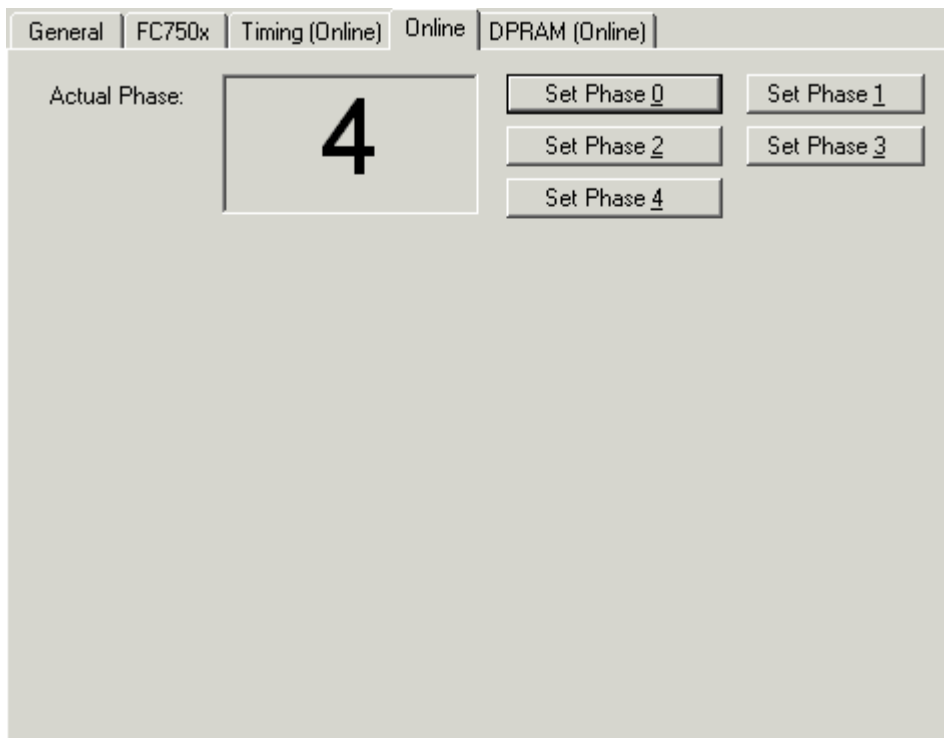 General FC750x Timing (Online) Online DPRAM (Online)
Actual Phase: 4 Set Phase 0 Set Phase 1
Set Phase 2 Set Phase 3
Set Phase 4